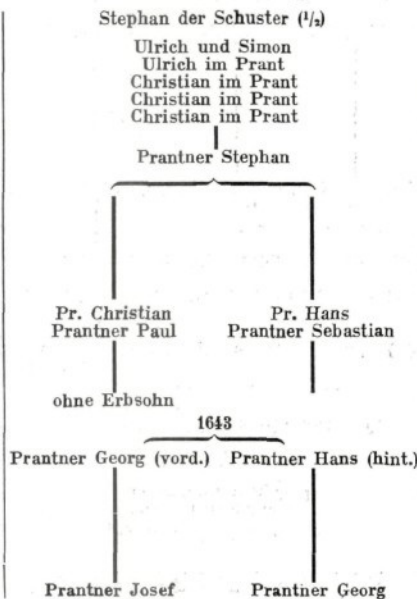 Stephan der Schuster (¹/₂)
Ulrich und Simon
Ulrich im Prant
Christian im Prant
Christian im Prant
Christian im Prant
Prantner Stephan
Pr. Christian Pr. Hans
Prantner Paul Prantner Sebastian
ohne Erbsohn
1643
Prantner Georg (vord.) Prantner Hans (hint.)
Prantner Josef Prantner Georg